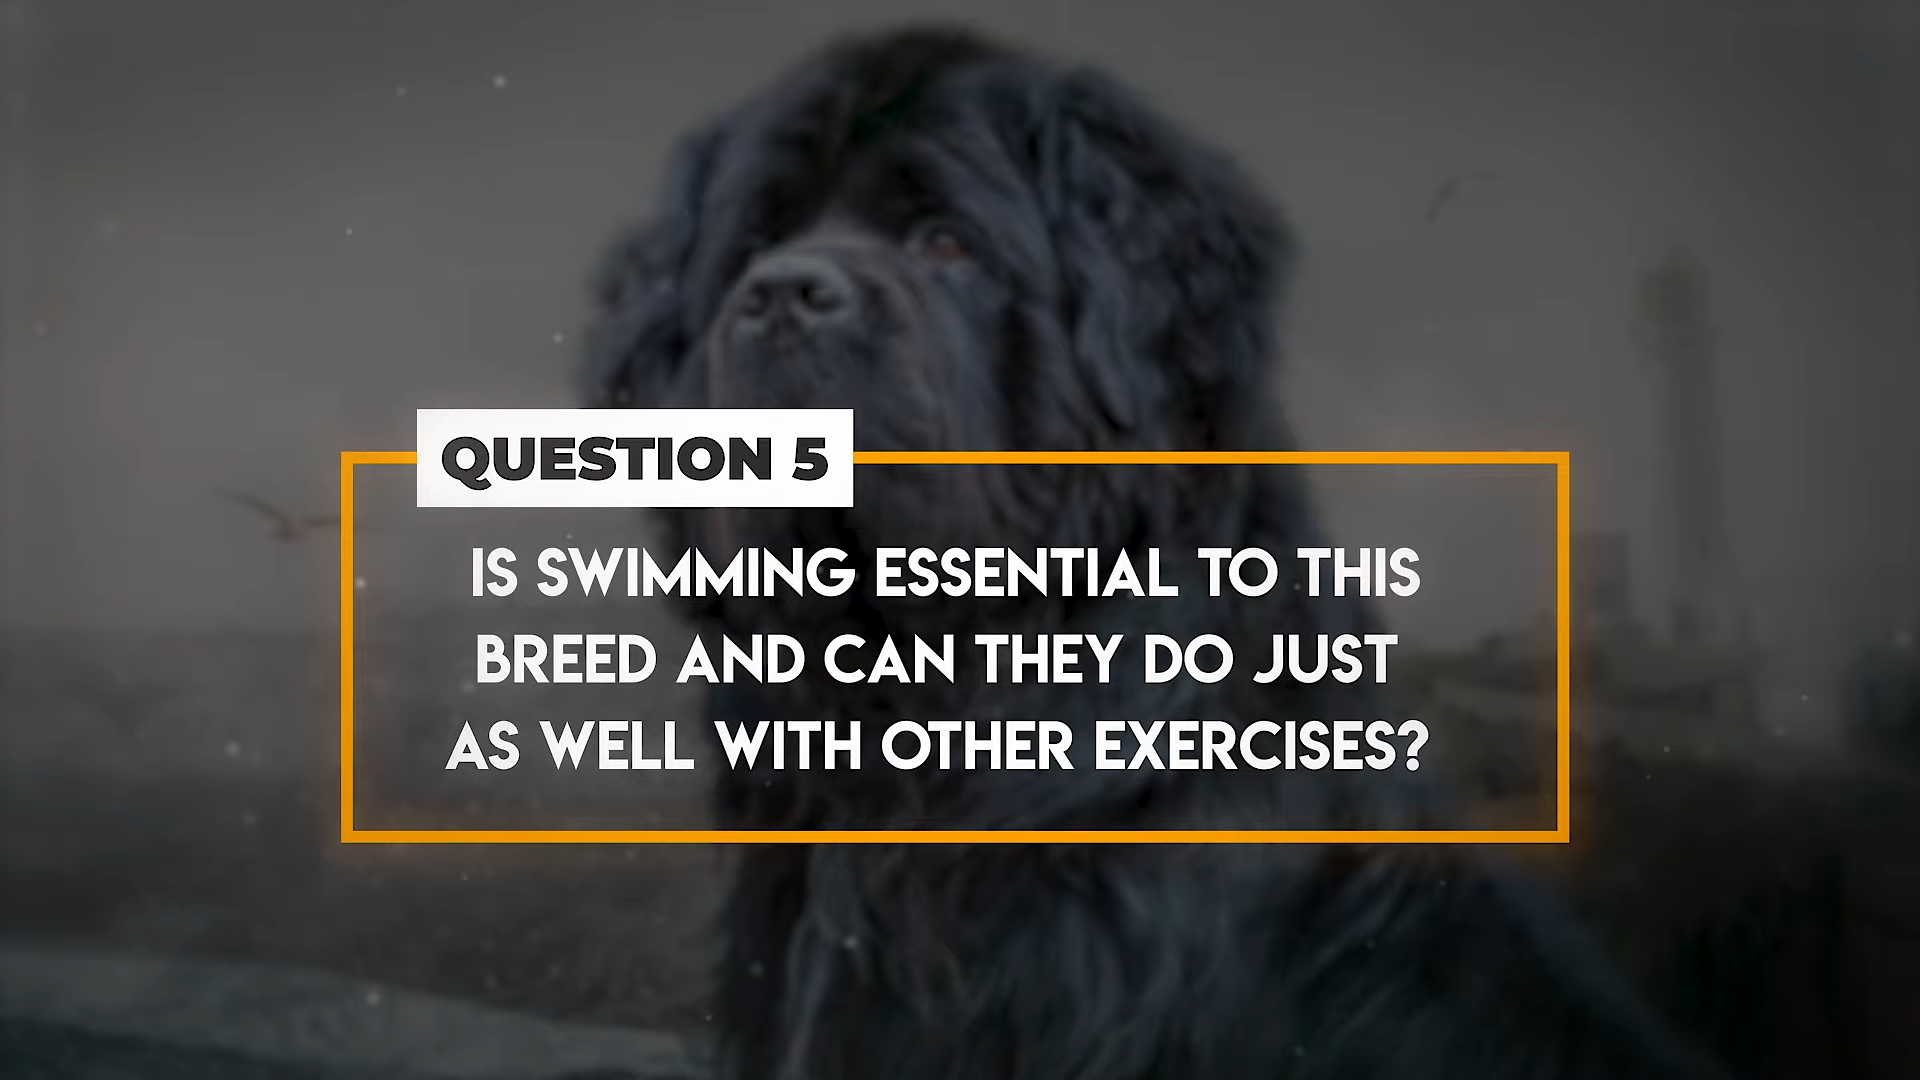 QUESTION 5
IS SWIMMING ESSENTIAL TO THIS
BREED AND CAN THEY DO JUST
AS WELL WITH OTHER EXERCISES?